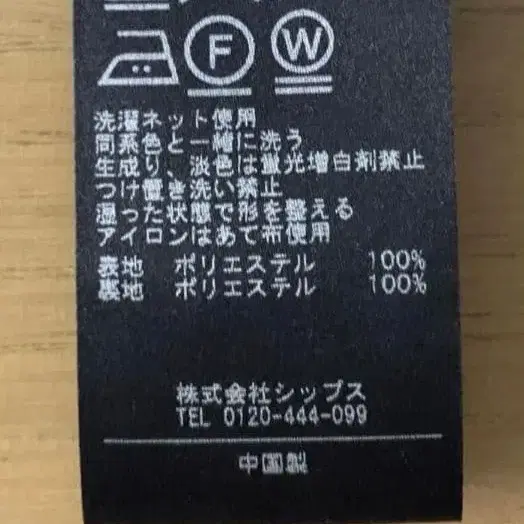 F W
洗濯ネット使用
同系色と一緒に洗う
生成り、淡色は蛍光増白剤禁止
つけ置き洗い禁止
湿った状態で形を整える
アイロンはあて布使用
表地 ポリエステル 100%
裏地 ポリエステル 100%
株式会社シップス
TEL 0120-444-099
中国製